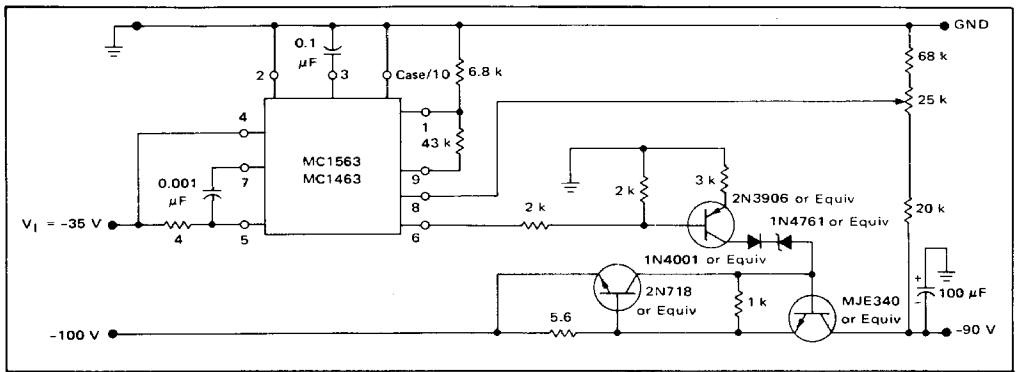 GND
0.1
µF
2
3
Case/10
6.8 k
68 k
25 k
4
1
43 k
MC1563
MC1463
7
9
0.001
µF
8
2 k
3 k
2N3906 or Equiv
V_I = –35 V
4
5
6
2 k
1N4761 or Equiv
20 k
1N4001 or Equiv
2N718
or Equiv
1 k
MJE340
or Equiv
+
–
100 µF
–100 V
5.6
–90 V